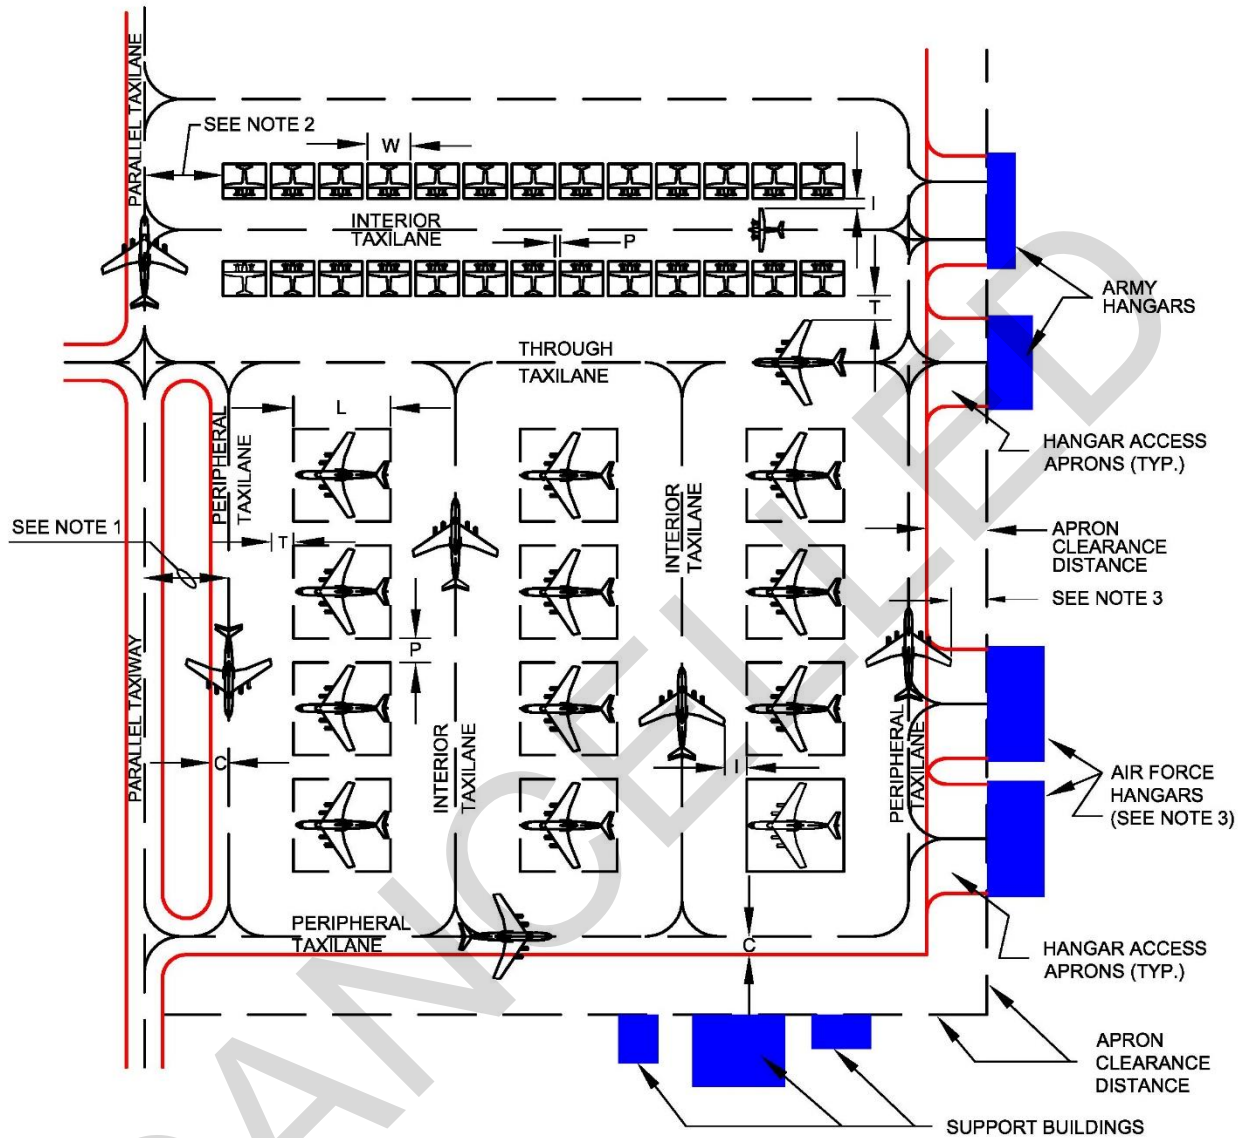 PARALLEL TAXILANE
SEE NOTE 2
W
I
INTERIOR
TAXILANE
P
T
ARMY
HANGARS
THROUGH
TAXILANE
L
PERIPHERAL
TAXILANE
HANGAR ACCESS
APRONS (TYP.)
SEE NOTE 1
T
INTERIOR
TAXILANE
APRON
CLEARANCE
DISTANCE
SEE NOTE 3
P
PARALLEL TAXIWAY
C
INTERIOR
TAXILANE
I
PERIPHERAL
TAXILANE
AIR FORCE
HANGARS
(SEE NOTE 3)
PERIPHERAL
TAXILANE
C
HANGAR ACCESS
APRONS (TYP.)
APRON
CLEARANCE
DISTANCE
SUPPORT BUILDINGS
CANCELLED